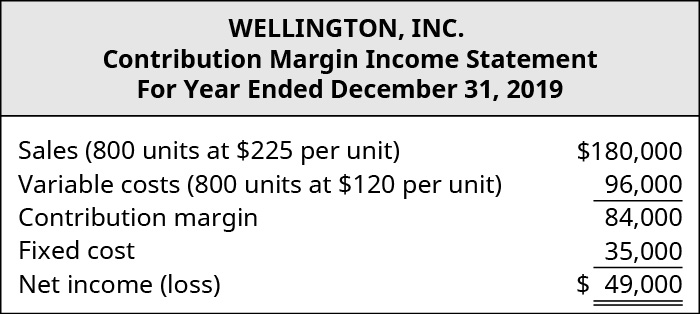 WELLINGTON, INC.
Contribution Margin Income Statement
For Year Ended December 31, 2019
Sales (800 units at $225 per unit) $180,000
Variable costs (800 units at $120 per unit) 96,000
Contribution margin 84,000
Fixed cost 35,000
Net income (loss) $ 49,000